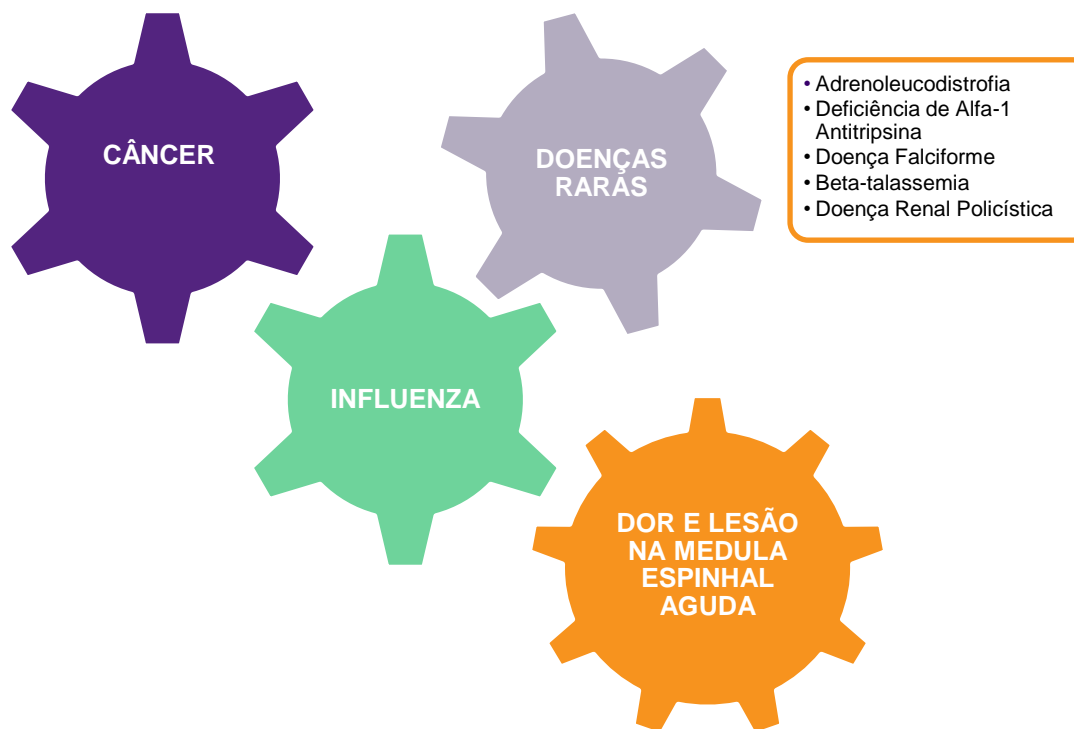 CÂNCER
DOENÇAS
RARAS
• Adrenoleucodistrofia
• Deficiência de Alfa-1
Antitripsina
• Doença Falciforme
• Beta-talassemia
• Doença Renal Policística
INFLUENZA
DOR E LESÃO
NA MEDULA
ESPINHAL
AGUDA